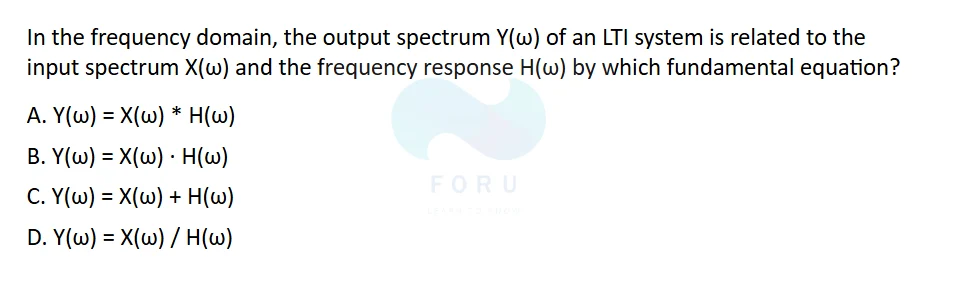 In the frequency domain, the output spectrum Y(ω) of an LTI system is related to the
input spectrum X(ω) and the frequency response H(ω) by which fundamental equation?
A. Y(ω) = X(ω) * H(ω)
B. Y(ω) = X(ω) · H(ω)
C. Y(ω) = X(ω) + H(ω)
D. Y(ω) = X(ω) / H(ω)
FORU